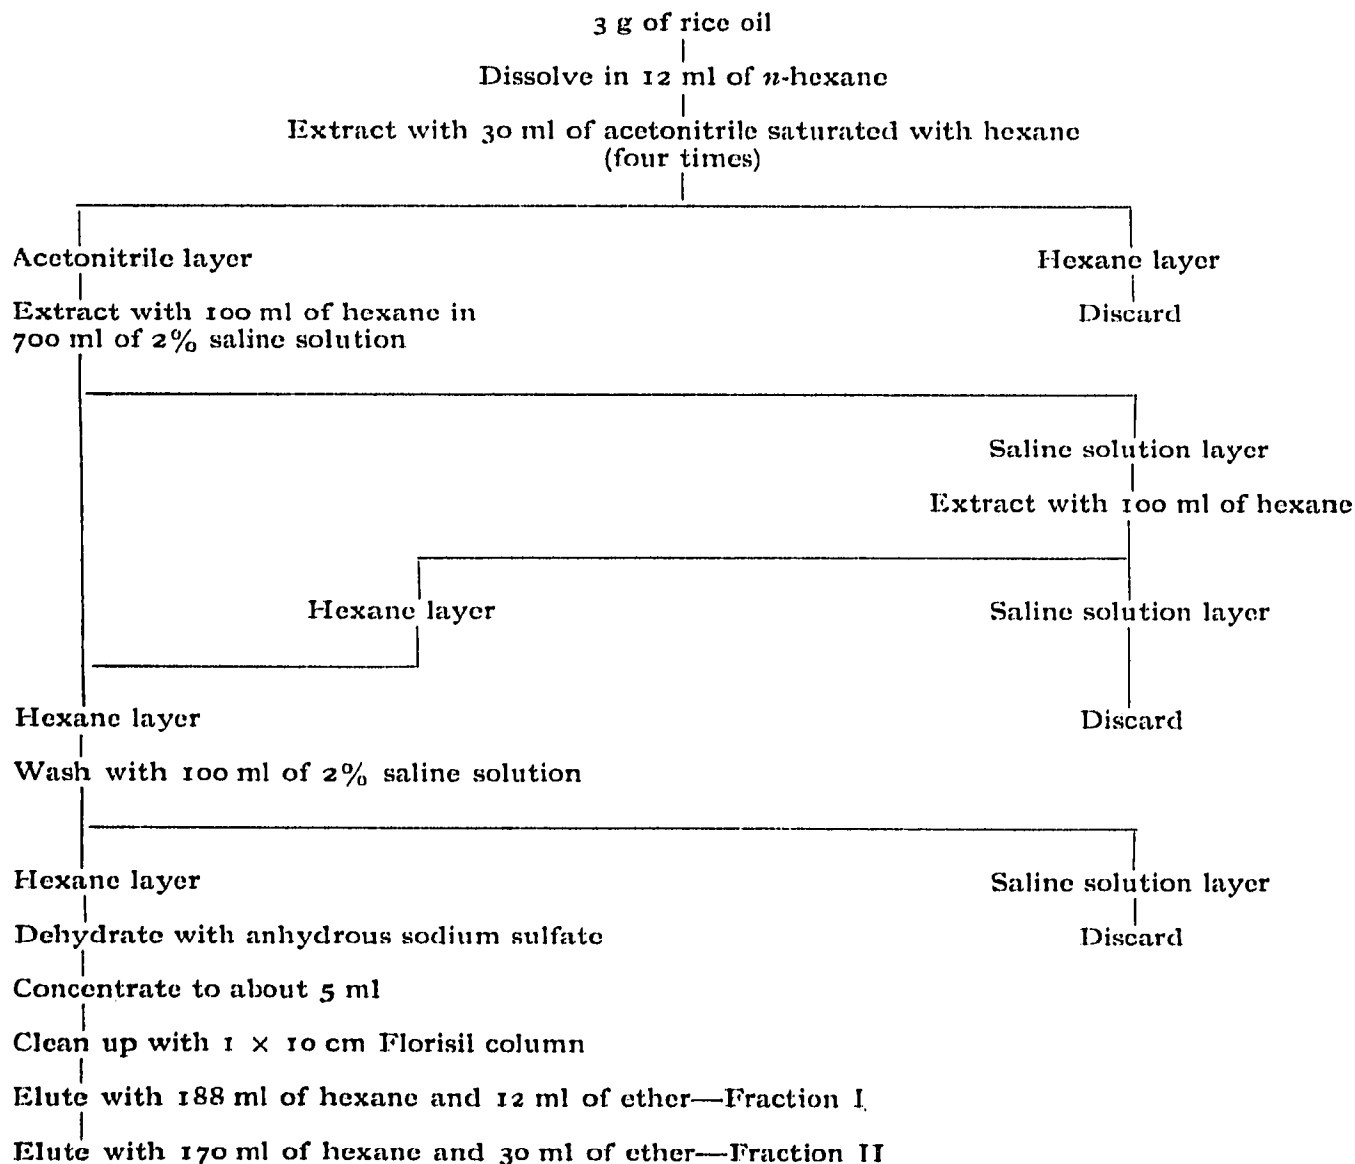 3 g of rice oil
Dissolve in 12 ml of n-hexane
Extract with 30 ml of acetonitrile saturated with hexane
(four times)
Acetonitrile layer
Hexane layer
Extract with 100 ml of hexane in
700 ml of 2% saline solution
Discard
Saline solution layer
Extract with 100 ml of hexane
Hexane layer
Saline solution layer
Hexane layer
Discard
Wash with 100 ml of 2% saline solution
Hexane layer
Saline solution layer
Dehydrate with anhydrous sodium sulfate
Discard
Concentrate to about 5 ml
Clean up with 1 × 10 cm Florisil column
Elute with 188 ml of hexane and 12 ml of ether—Fraction I
Elute with 170 ml of hexane and 30 ml of ether—Fraction II